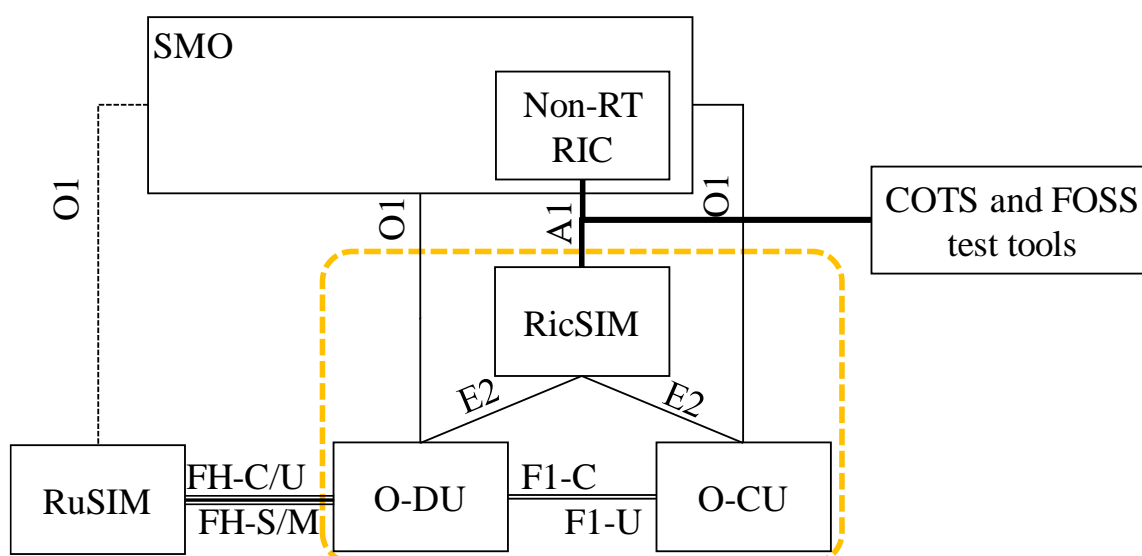 SMO
Non-RT
RIC
O1
O1
A1
O1
COTS and FOSS
test tools
RicSIM
E2
E2
RuSIM
FH-C/U
FH-S/M
O-DU
F1-C
F1-U
O-CU